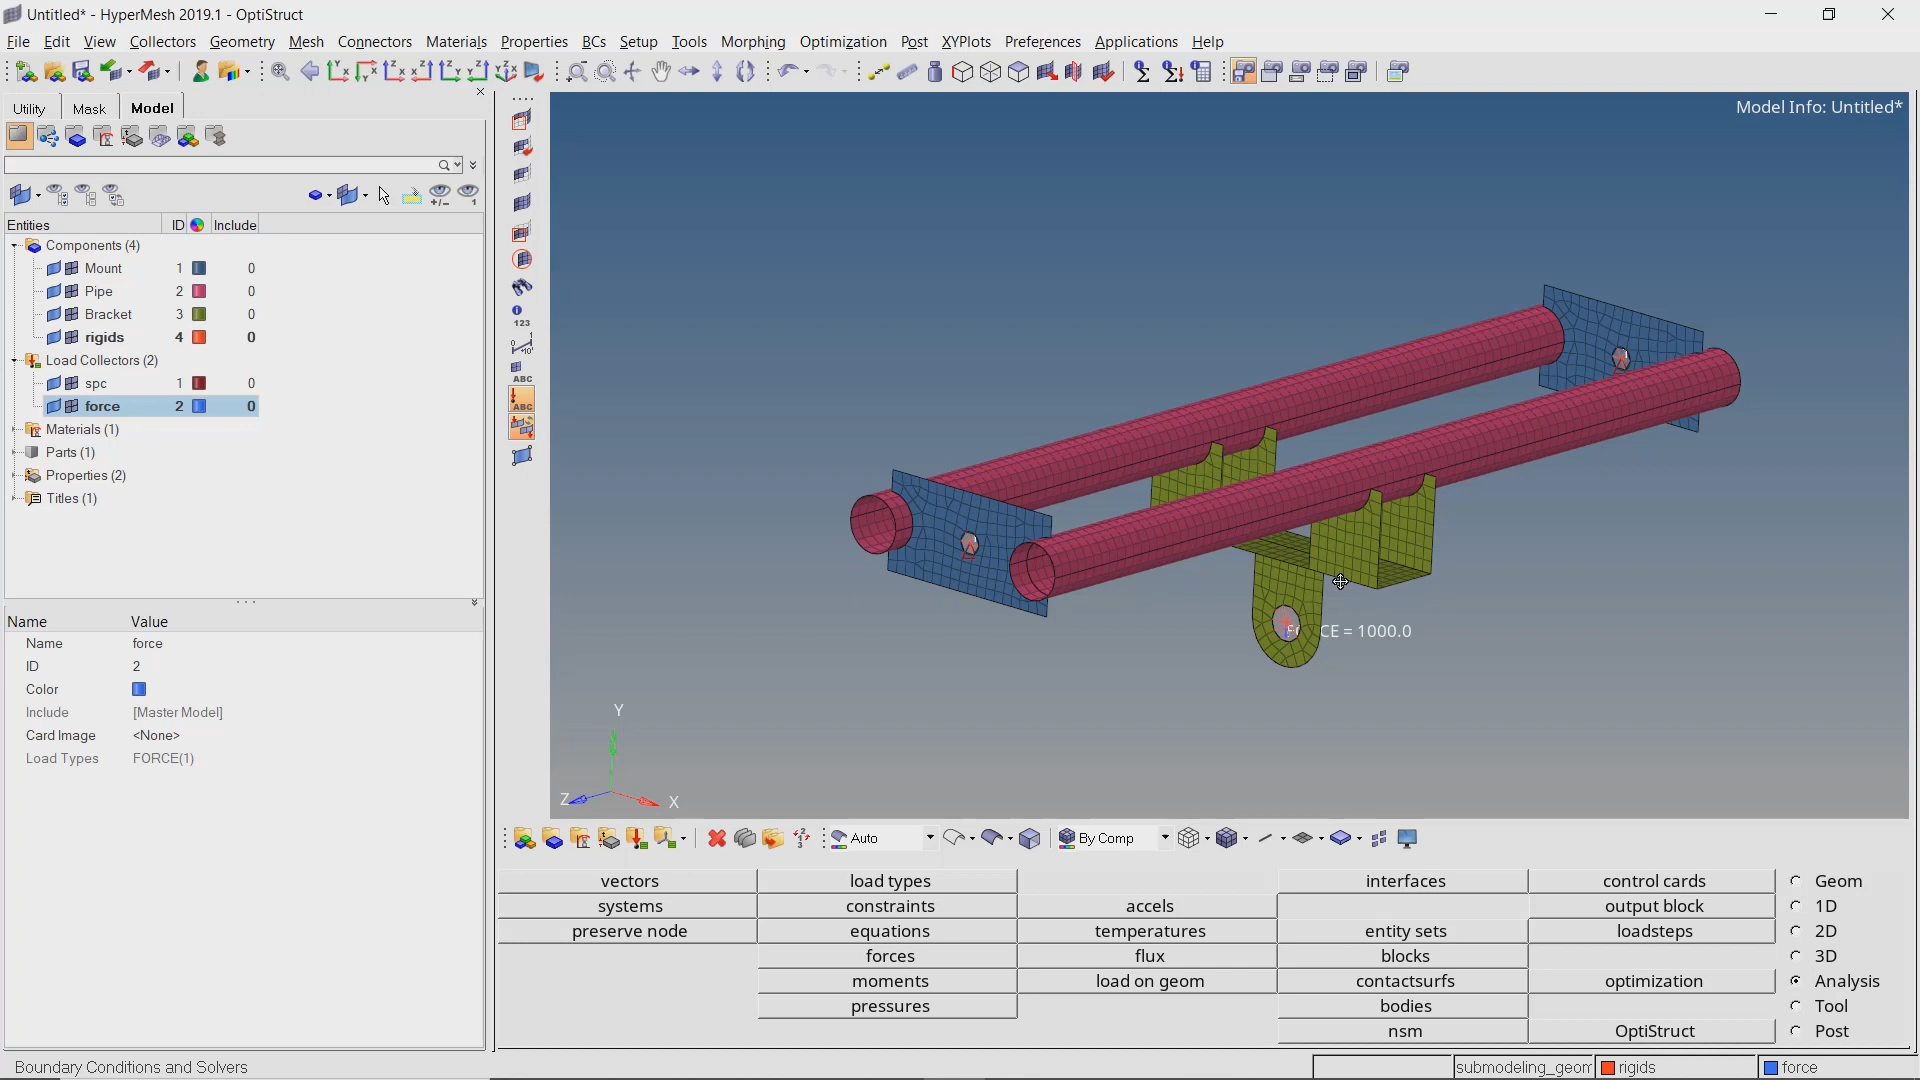 Untitled* - HyperMesh 2019.1 - OptiStruct
File Edit View Collectors Geometry Mesh Connectors Materials Properties BCs Setup Tools Morphing Optimization Post XYPlots Preferences Applications Help
Utility Mask Model
Entities ID Include
Components (4)
Mount 1 0
Pipe 2 0
Bracket 3 0
rigids 4 0
Load Collectors (2)
spc 1 0
force 2 0
Materials (1)
Parts (1)
Properties (2)
Titles (1)
Name Value
Name force
ID 2
Color
Include [Master Model]
Card Image <None>
Load Types FORCE(1)
123
ABC
ABC
Model Info: Untitled*
CE = 1000.0
Y
Z X
Auto By Comp
vectors load types interfaces control cards Geom
systems constraints accels output block 1D
preserve node equations temperatures entity sets loadsteps 2D
forces flux blocks 3D
moments load on geom contactsurfs optimization Analysis
pressures bodies Tool
nsm OptiStruct Post
Boundary Conditions and Solvers submodeling_geom rigids force